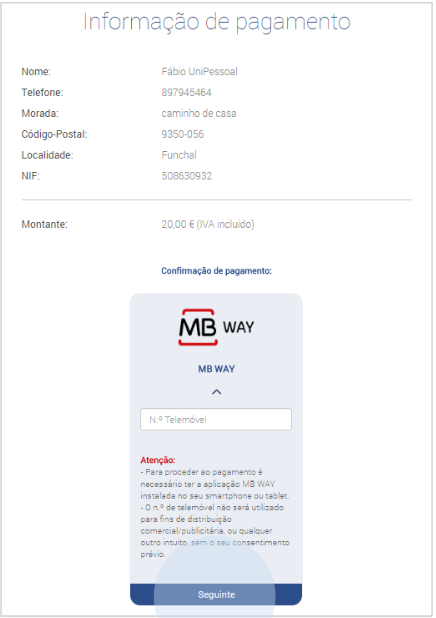 Informação de pagamento
Nome: Fábio UniPessoal
Telefone: 897945464
Morada: caminho de casa
Código-Postal: 9350-056
Localidade: Funchal
NIF: 508630932
Montante: 20,00 € (IVA incluído)
Confirmação de pagamento:
MB WAY
MB WAY
N.º Telemóvel
Atenção:
- Para proceder ao pagamento é
necessário ter a aplicação MB WAY
instalada no seu smartphone ou tablet.
- O n.º de telemóvel não será utilizado
para fins de distribuição
comercial/publicitária, ou qualquer
outro intuito, sem o seu consentimento
prévio.
Seguinte